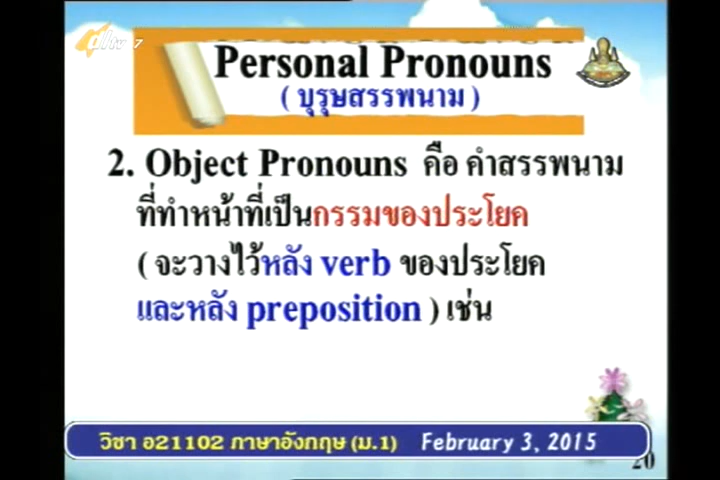 dltv 7
Personal Pronouns
( บุรุษสรรพนาม )
2. Object Pronouns คือ คำสรรพนาม
ที่ทำหน้าที่เป็นกรรมของประโยค
( จะวางไว้หลัง verb ของประโยค
และหลัง preposition ) เช่น
วิชา อ21102 ภาษาอังกฤษ (ม.1) February 3, 2015
20